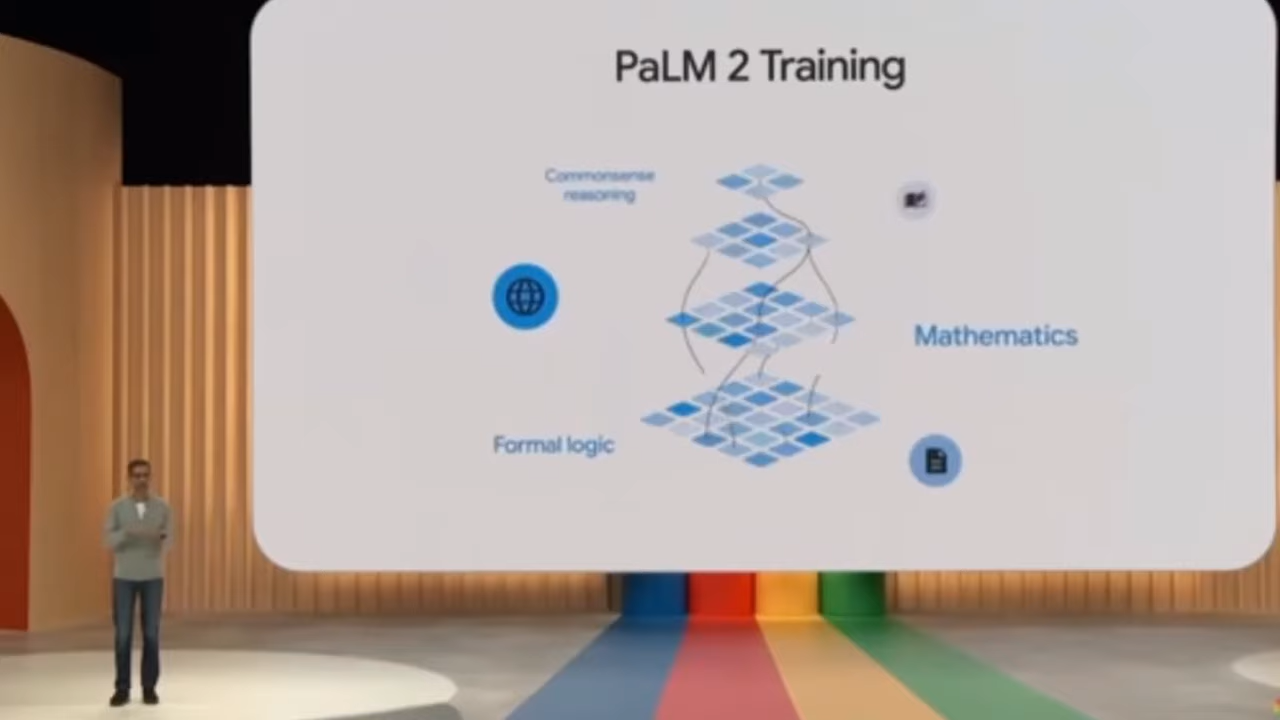 PaLM 2 Training
Commonsense
reasoning
Mathematics
Formal logic